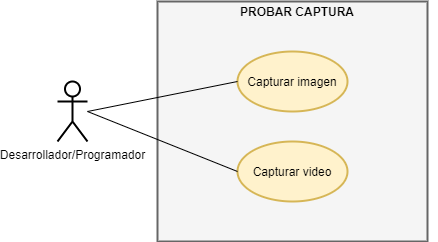 PROBAR CAPTURA
Capturar imagen
Desarrollador/Programador
Capturar video